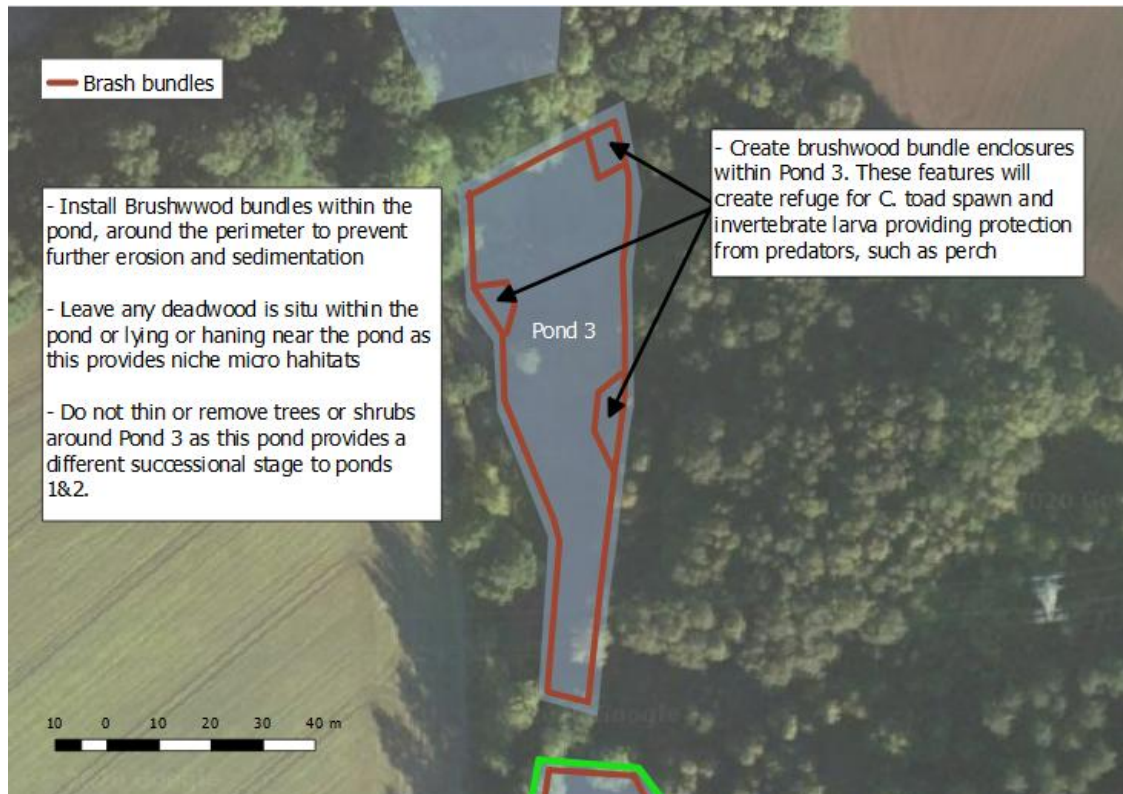 Brash bundles
- Install Brushwwod bundles within the
pond, around the perimeter to prevent
further erosion and sedimentation
- Leave any deadwood is situ within the
pond or lying or haning near the pond as
this provides niche micro hahitats
- Do not thin or remove trees or shrubs
around Pond 3 as this pond provides a
different successional stage to ponds
1&2.
- Create brushwood bundle enclosures
within Pond 3. These features will
create refuge for C. toad spawn and
invertebrate larva providing protection
from predators, such as perch
Pond 3
10 0 10 20 30 40 m
Google